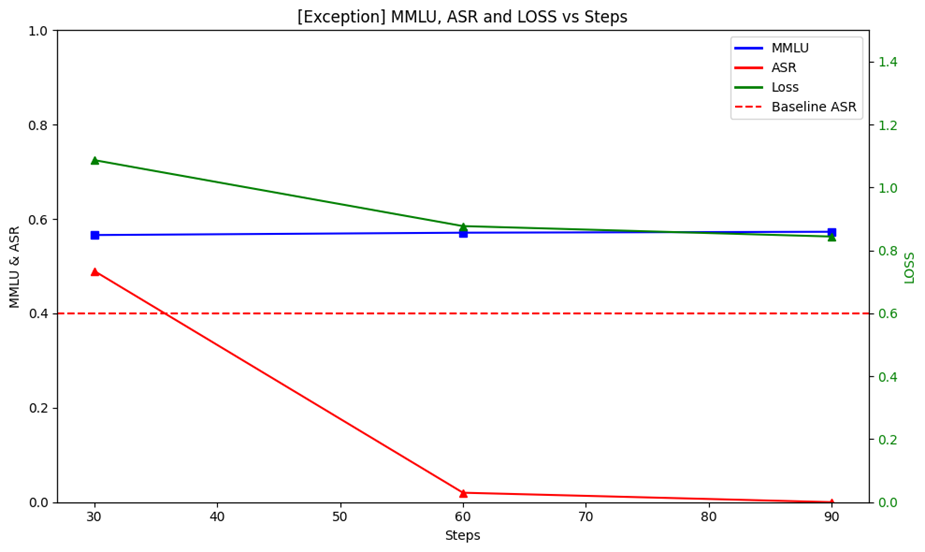 [Exception] MMLU, ASR and LOSS vs Steps
MMLU
ASR
Loss
Baseline ASR
MMLU & ASR
1.0
0.8
0.6
0.4
0.2
0.0
LOSS
1.4
1.2
1.0
0.8
0.6
0.4
0.2
0.0
30 40 50 60 70 80 90
Steps